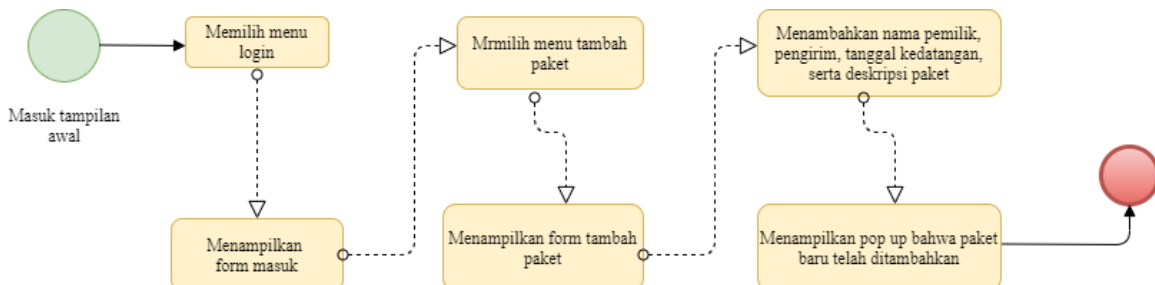 Masuk tampilan
awal
Memilih menu
login
Menampilkan
form masuk
Mrmilih menu tambah
paket
Menampilkan form tambah
paket
Menambahkan nama pemilik,
pengirim, tanggal kedatangan,
serta deskripsi paket
Menampilkan pop up bahwa paket
baru telah ditambahkan